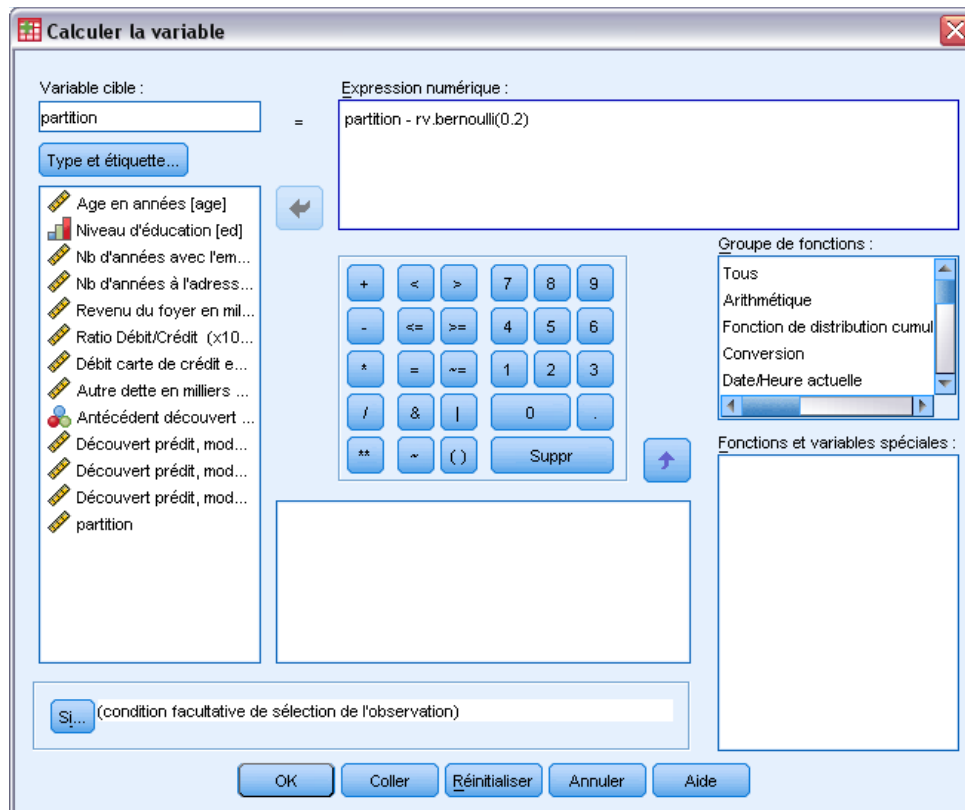 Calculer la variable
Variable cible :
partition
=
Expression numérique :
partition - rv.bernoulli(0.2)
Type et étiquette...
Age en années [age]
Niveau d'éducation [ed]
Nb d'années avec l'em...
Nb d'années à l'adress...
Revenu du foyer en mil...
Ratio Débit/Crédit (x10...
Débit carte de crédit e...
Autre dette en milliers ...
Antécédent découvert ...
Découvert prédit, mod...
Découvert prédit, mod...
Découvert prédit, mod...
partition
+ < > 7 8 9
- <= >= 4 5 6
* = ~= 1 2 3
/ & | 0 .
** ~ ( ) Suppr
Groupe de fonctions :
Tous
Arithmétique
Fonction de distribution cumul
Conversion
Date/Heure actuelle
Fonctions et variables spéciales :
Si... (condition facultative de sélection de l'observation)
OK Coller Réinitialiser Annuler Aide